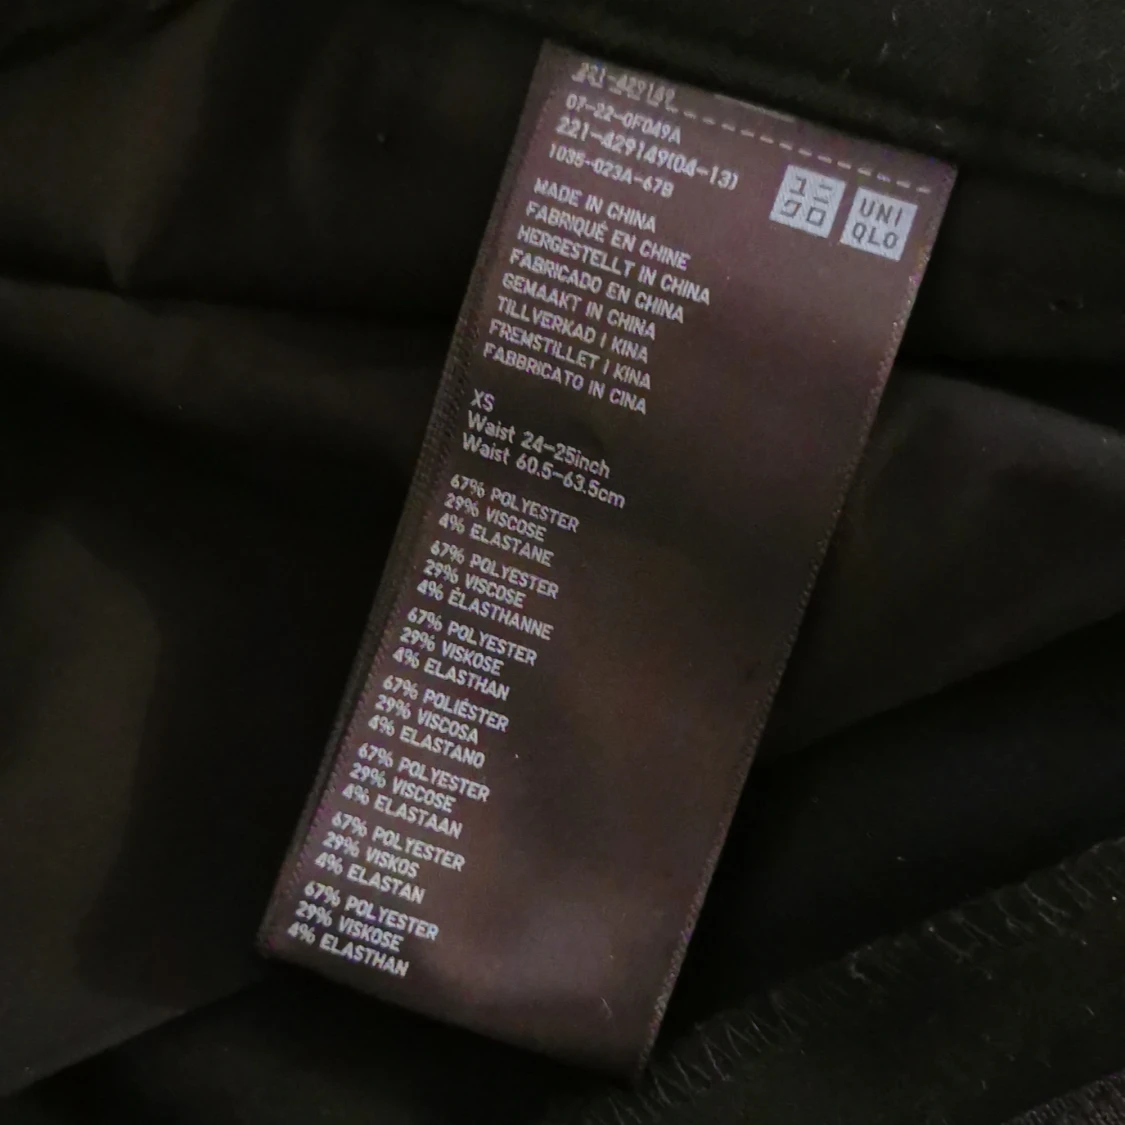 221-429149
07-22-0F049A
221-429149(04-13)
1035-023A-67B
ユニ
クロ
UNI
QLO
MADE IN CHINA
FABRIQUÉ EN CHINE
HERGESTELLT IN CHINA
FABRICADO EN CHINA
GEMAAKT IN CHINA
TILLVERKAD I KINA
FREMSTILLET I KINA
FABBRICATO IN CINA
XS
Waist 24-25inch
Waist 60.5-63.5cm
67% POLYESTER
29% VISCOSE
4% ELASTANE
67% POLYESTER
29% VISCOSE
4% ÉLASTHANNE
67% POLYESTER
29% VISKOSE
4% ELASTHAN
67% POLIÉSTER
29% VISCOSA
4% ELASTANO
67% POLYESTER
29% VISCOSE
4% ELASTAAN
67% POLYESTER
29% VISKOS
4% ELASTAN
67% POLYESTER
29% VISKOSE
4% ELASTHAN